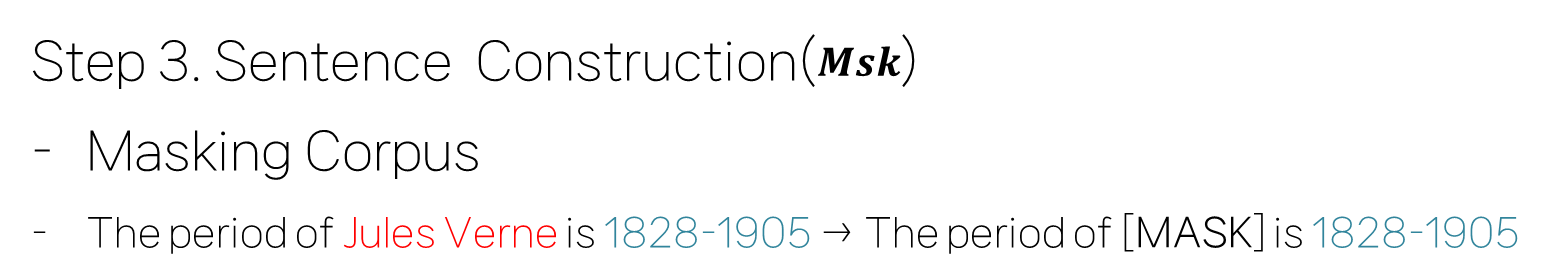 Step 3. Sentence Construction(Msk)
- Masking Corpus
- The period of Jules Verne is 1828-1905 → The period of [MASK] is 1828-1905